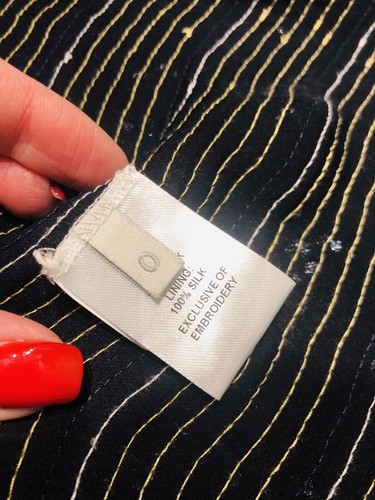 0
LINING:
100% SILK
EXCLUSIVE OF
EMBROIDERY